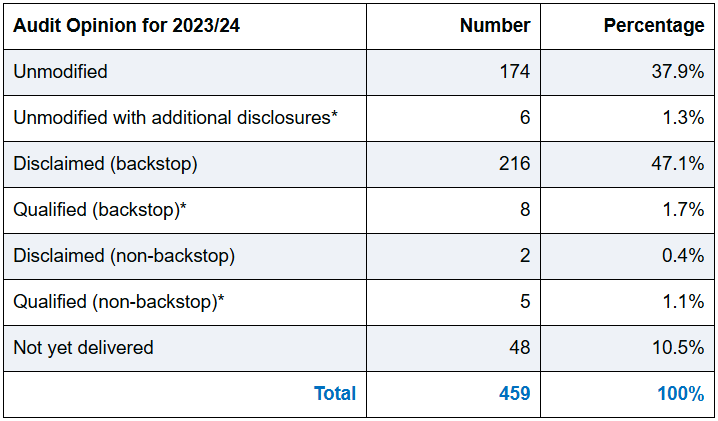 Audit Opinion for 2023/24 Number Percentage
Unmodified 174 37.9%
Unmodified with additional disclosures* 6 1.3%
Disclaimed (backstop) 216 47.1%
Qualified (backstop)* 8 1.7%
Disclaimed (non-backstop) 2 0.4%
Qualified (non-backstop)* 5 1.1%
Not yet delivered 48 10.5%
Total 459 100%